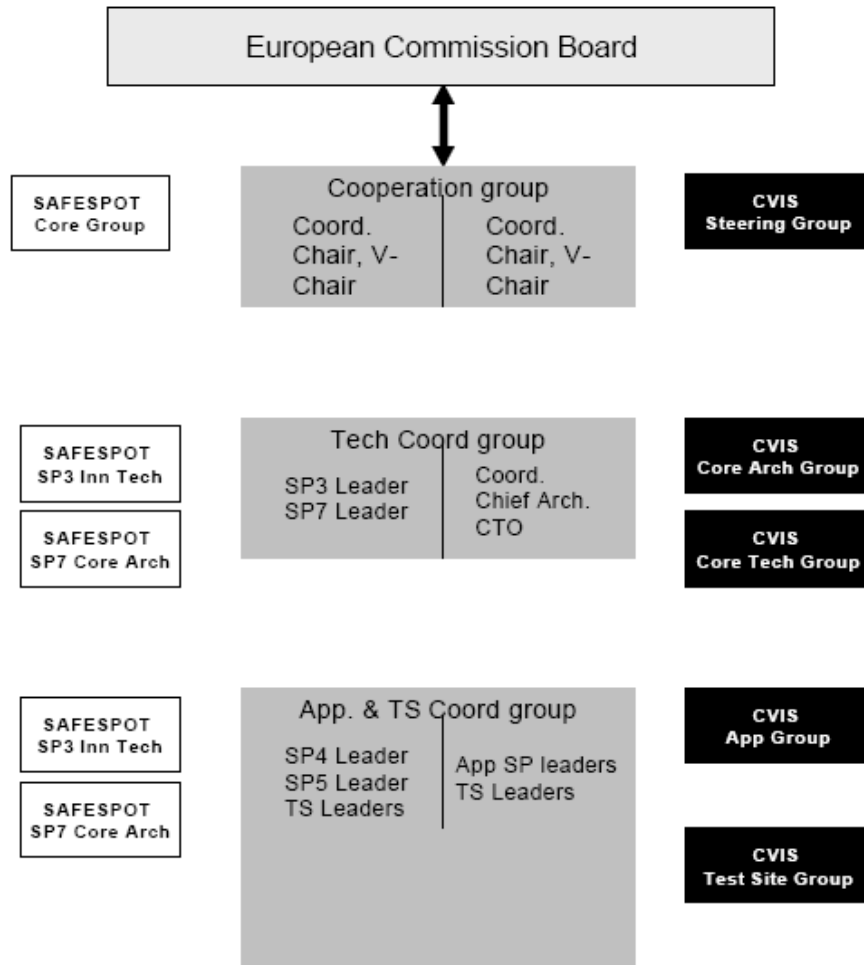 European Commission Board
SAFESPOT
Core Group
Cooperation group
Coord.
Chair, V-
Chair
Coord.
Chair, V-
Chair
CVIS
Steering Group
SAFESPOT
SP3 Inn Tech
SAFESPOT
SP7 Core Arch
Tech Coord group
SP3 Leader
SP7 Leader
Coord.
Chief Arch.
CTO
CVIS
Core Arch Group
CVIS
Core Tech Group
SAFESPOT
SP3 Inn Tech
SAFESPOT
SP7 Core Arch
App. & TS Coord group
SP4 Leader
SP5 Leader
TS Leaders
App SP leaders
TS Leaders
CVIS
App Group
CVIS
Test Site Group